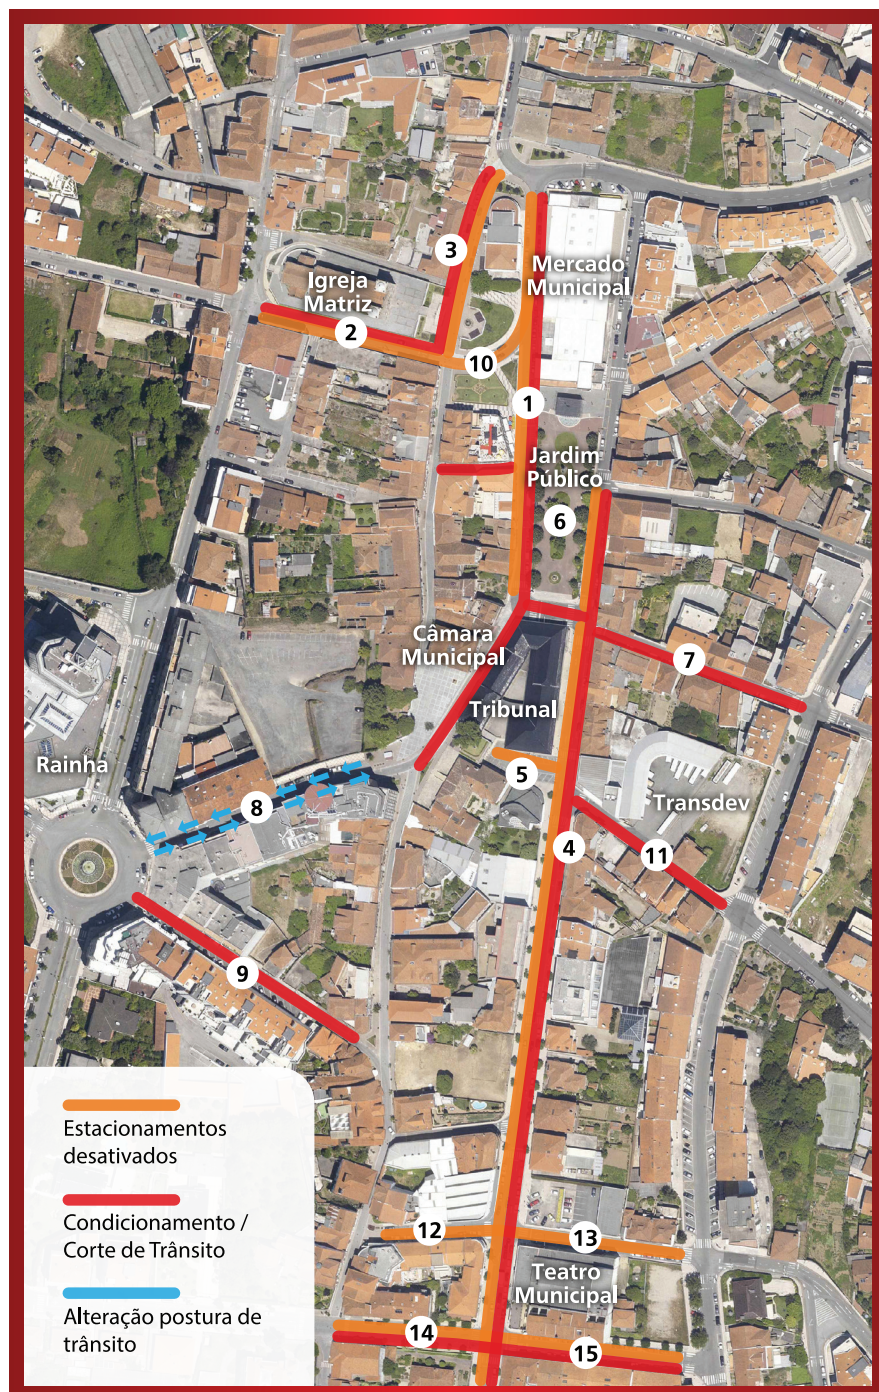 3
Mercado
Municipal
Igreja
Matriz
2
10
1
Jardim
Público
6
Câmara
Municipal
7
Tribunal
Rainha
5
8
Transdev
4
11
9
Estacionamentos
desativados
Condicionamento /
Corte de Trânsito
Alteração postura de
trânsito
12
13
Teatro
Municipal
14
15